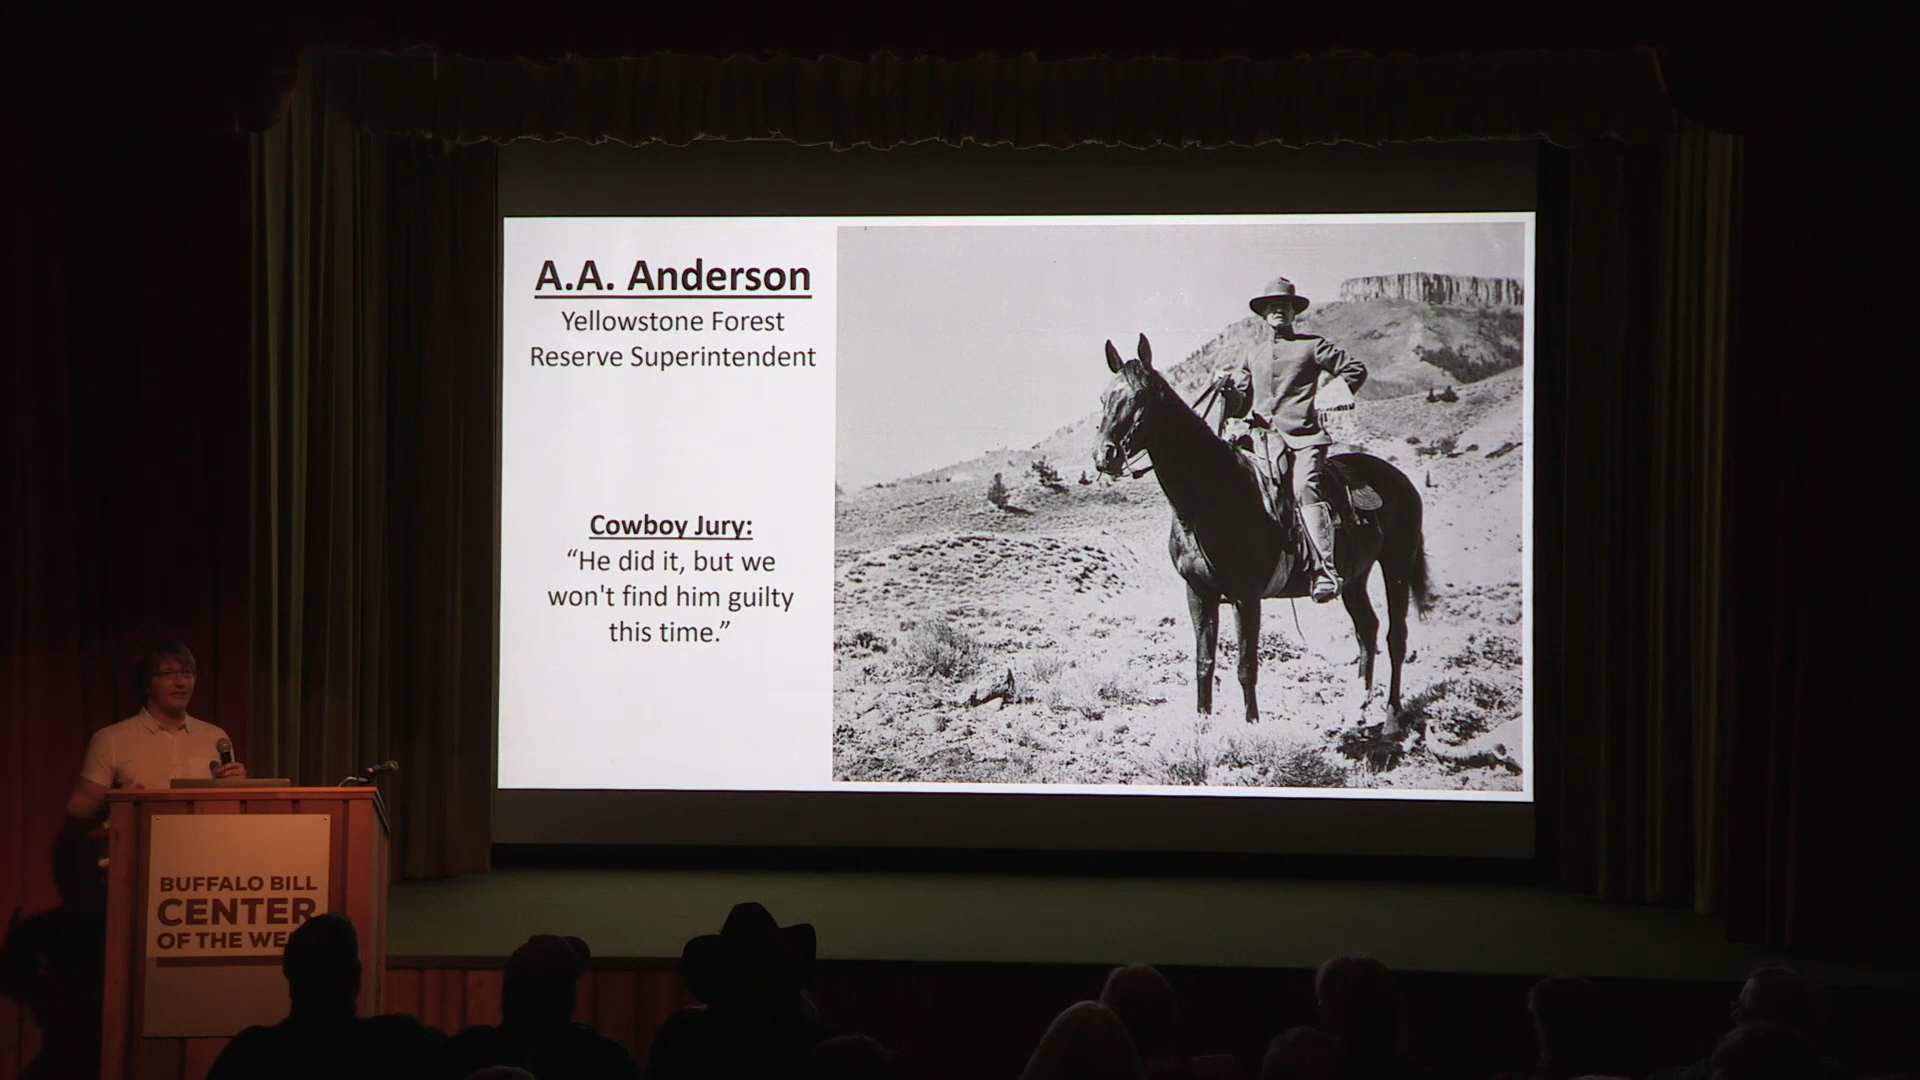 A.A. Anderson
Yellowstone Forest
Reserve Superintendent
Cowboy Jury:
“He did it, but we
won't find him guilty
this time.”
BUFFALO BILL
CENTER
OF THE WE